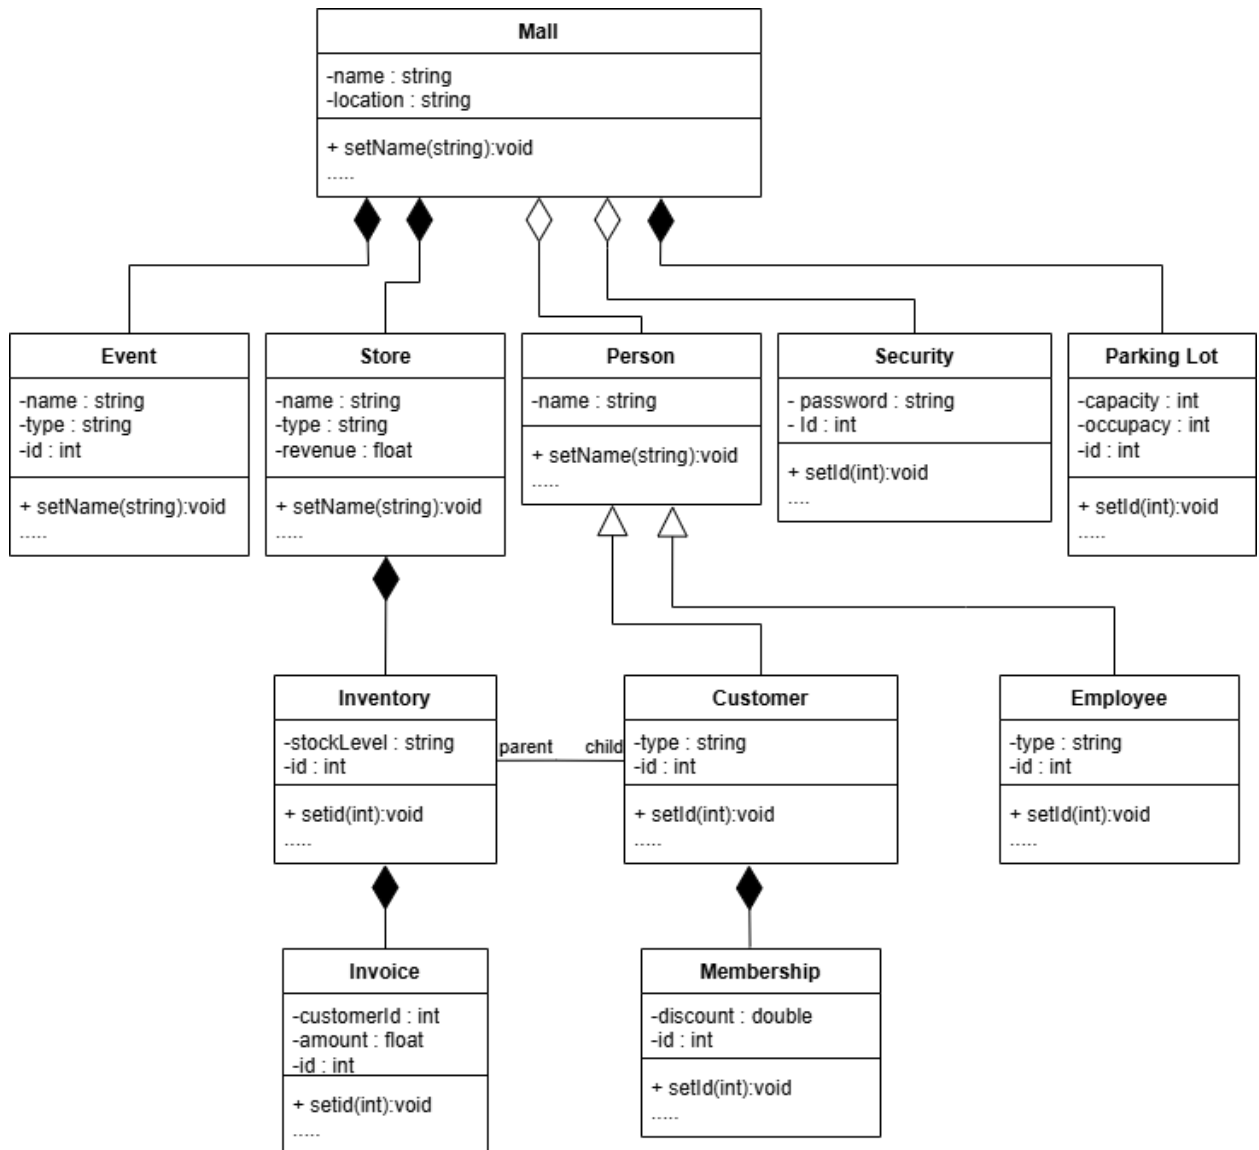 Mall
-name : string
-location : string
+ setName(string):void
.....
Event
-name : string
-type : string
-id : int
+ setName(string):void
.....
Store
-name : string
-type : string
-revenue : float
+ setName(string):void
.....
Person
-name : string
+ setName(string):void
.....
Security
- password : string
- Id : int
+ setId(int):void
....
Parking Lot
-capacity : int
-occupacy : int
-id : int
+ setId(int):void
.....
Inventory
-stockLevel : string
-id : int
+ setid(int):void
.....
parent
child
Customer
-type : string
-id : int
+ setId(int):void
.....
Employee
-type : string
-id : int
+ setId(int):void
.....
Invoice
-customerId : int
-amount : float
-id : int
+ setid(int):void
.....
Membership
-discount : double
-id : int
+ setId(int):void
.....